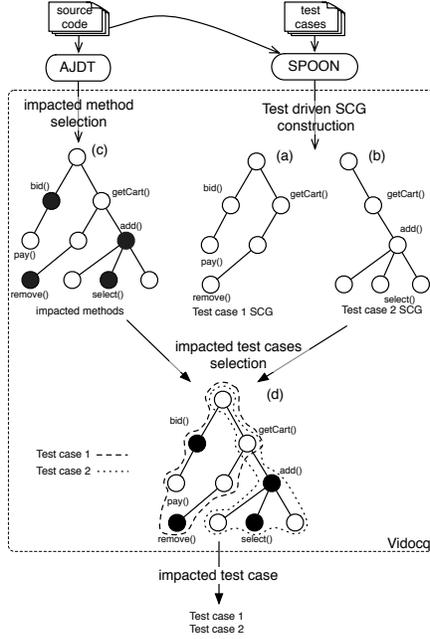 source
code
test
cases
AJDT
SPOON
impacted method
selection
Test driven SCG
construction
(c)
(a)
(b)
bid()
getCart()
add()
pay()
remove()
select()
impacted methods
bid()
getCart()
pay()
remove()
Test case 1 SCG
getCart()
add()
select()
Test case 2 SCG
impacted test cases
selection
(d)
bid()
getCart()
Test case 1
Test case 2
add()
pay()
remove()
select()
Vidocq
impacted test case
Test case 1
Test case 2